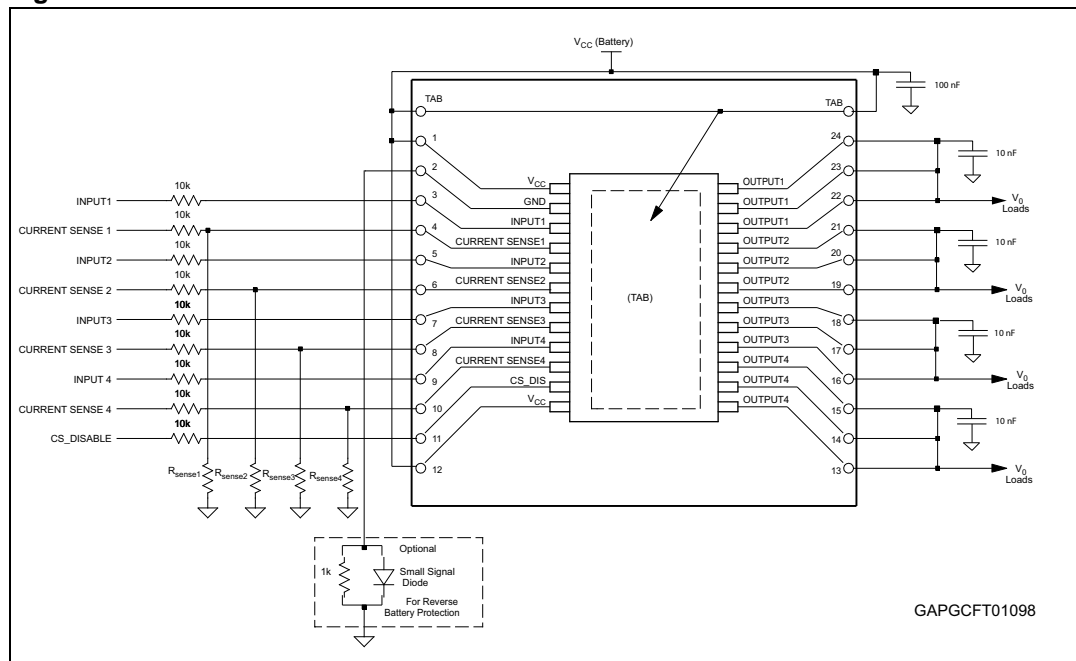 V_CC (Battery)
TAB
TAB
100 nF
1
24
10 nF
2
23
V_CC
OUTPUT1
10k
3
22
GND
OUTPUT1
INPUT1
V_0
Loads
10k
INPUT1
OUTPUT1
CURRENT SENSE 1
4
21
CURRENT SENSE1
OUTPUT2
10 nF
10k
INPUT2
5
20
INPUT2
OUTPUT2
10k
CURRENT SENSE2
OUTPUT2
CURRENT SENSE 2
6
19
V_0
Loads
10k
(TAB)
INPUT3
OUTPUT3
INPUT3
7
18
CURRENT SENSE3
OUTPUT3
10 nF
10k
CURRENT SENSE 3
8
17
INPUT4
OUTPUT3
10k
CURRENT SENSE4
OUTPUT4
INPUT 4
9
16
V_0
Loads
10k
CS_DIS
OUTPUT4
CURRENT SENSE 4
10
15
V_CC
OUTPUT4
10 nF
10k
CS_DISABLE
11
14
R_sense1
R_sense2
R_sense3
R_sense4
12
13
V_0
Loads
Optional
1k
Small Signal
Diode
For Reverse
Battery Protection
GAPGCFT01098